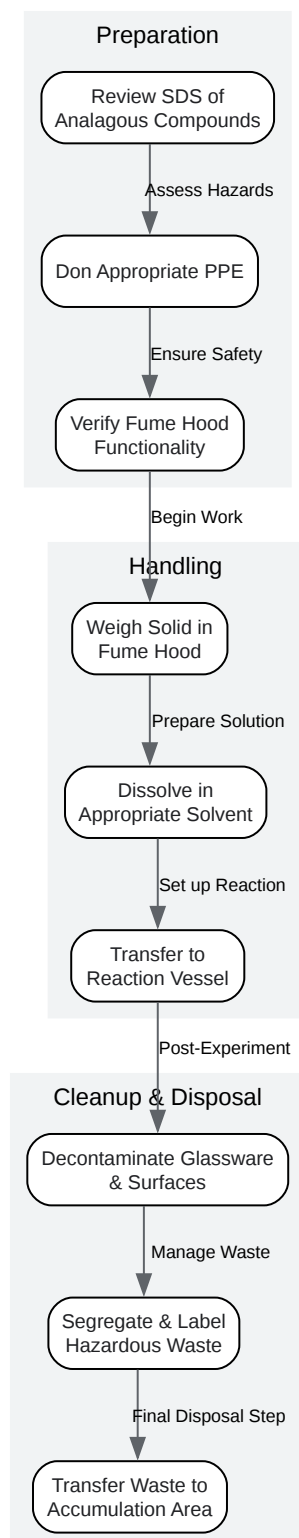 Preparation
Review SDS of
Analagous Compounds
Assess Hazards
Don Appropriate PPE
Ensure Safety
Verify Fume Hood
Functionality
Begin Work
Handling
Weigh Solid in
Fume Hood
Prepare Solution
Dissolve in
Appropriate Solvent
Set up Reaction
Transfer to
Reaction Vessel
Post-Experiment
Cleanup & Disposal
Decontaminate Glassware
& Surfaces
Manage Waste
Segregate & Label
Hazardous Waste
Final Disposal Step
Transfer Waste to
Accumulation Area